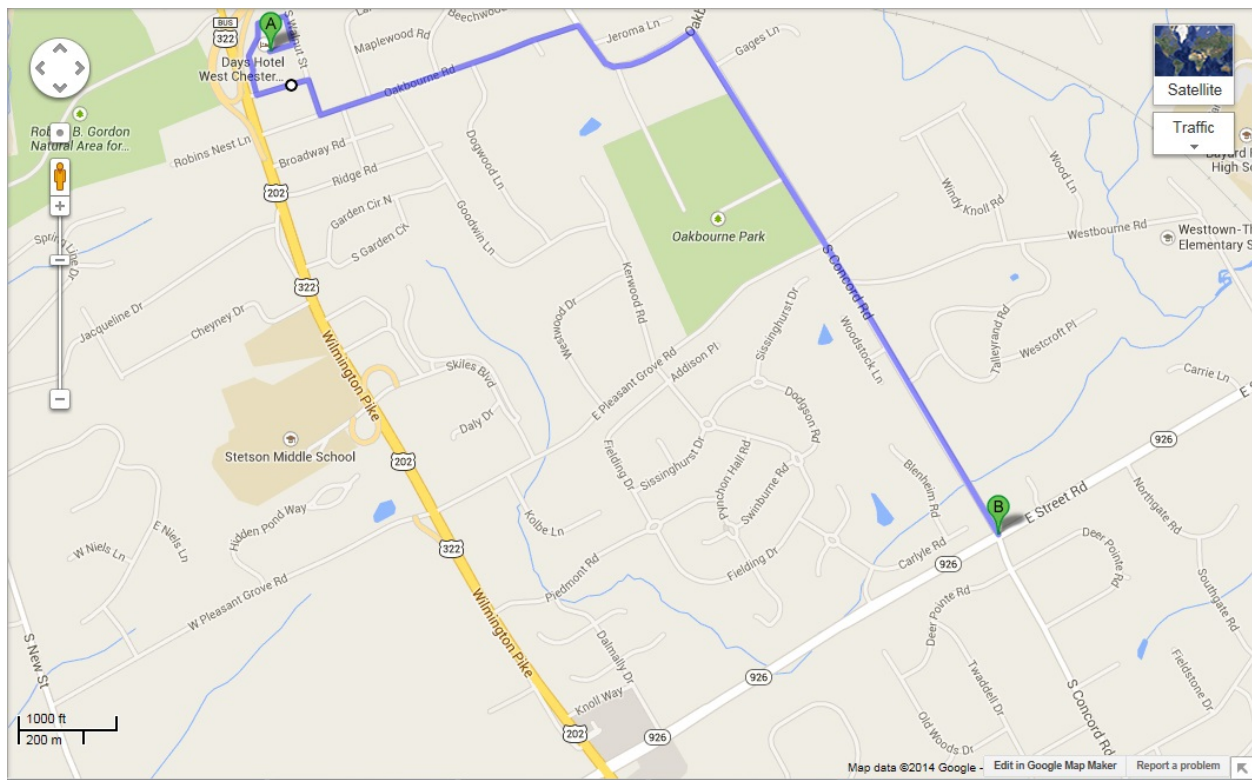 A
BUS
322
S Walnut St
Maplewood Rd
Jeroma Ln
Gages Ln
Days Hotel
West Chester...
Oakbourne Rd
Satellite
Traffic
Natural Area for...
Robins Nest Ln
Broadway Rd
Ridge Rd
Dogwood Ln
Wood Ln
High Sc
202
Garden Cir N
Goodwin Ln
S Garden Cir
Windy Knoll Rd
Westbourne Rd
Westtown-Th
Elementary S
Oakbourne Park
S Concord Rd
Spring Line Dr
322
Kerwood Rd
Sissinghurst Dr
Jacqueline Dr
Cheyney Dr
Westwood Dr
Woodstock Ln
Talleyrand Rd
Westcroft Pl
Wilmington Pike
Skiles Blvd
E Pleasant Grove Rd
Addison Pl
Carrie Ln
Daly Dr
Dodgson Rd
926
Stetson Middle School
202
Fielding Dr
Sissinghurst Dr
Pynchon Hall Rd
Swinburne Rd
Blenheim Rd
B
E Street Rd
Northgate Rd
Hidden Pond Way
E Niels Ln
W Niels Ln
Kolbe Ln
322
Carlyle Rd
Deer Pointe Rd
926
Fielding Dr
Piedmont Rd
W Pleasant Grove Rd
Wilmington Pike
Deer Pointe Rd
Southgate Rd
S New St
Dalmally Dr
926
Twaddell Dr
Fieldstone Dr
Knoll Way
S Concord Rd
Old Woods Dr
1000 ft
200 m
202
926
Map data ©2014 Google - Edit in Google Map Maker Report a problem